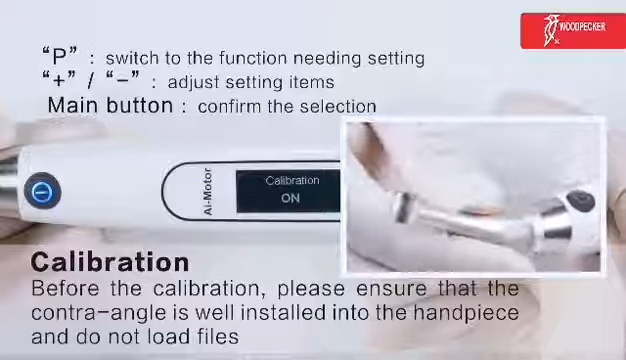 WOODPECKER
“P” : switch to the function needing setting
“+” / “−” : adjust setting items
Main button : confirm the selection
Ai-Motor
Calibration
ON
Calibration
Before the calibration, please ensure that the
contra-angle is well installed into the handpiece
and do not load files